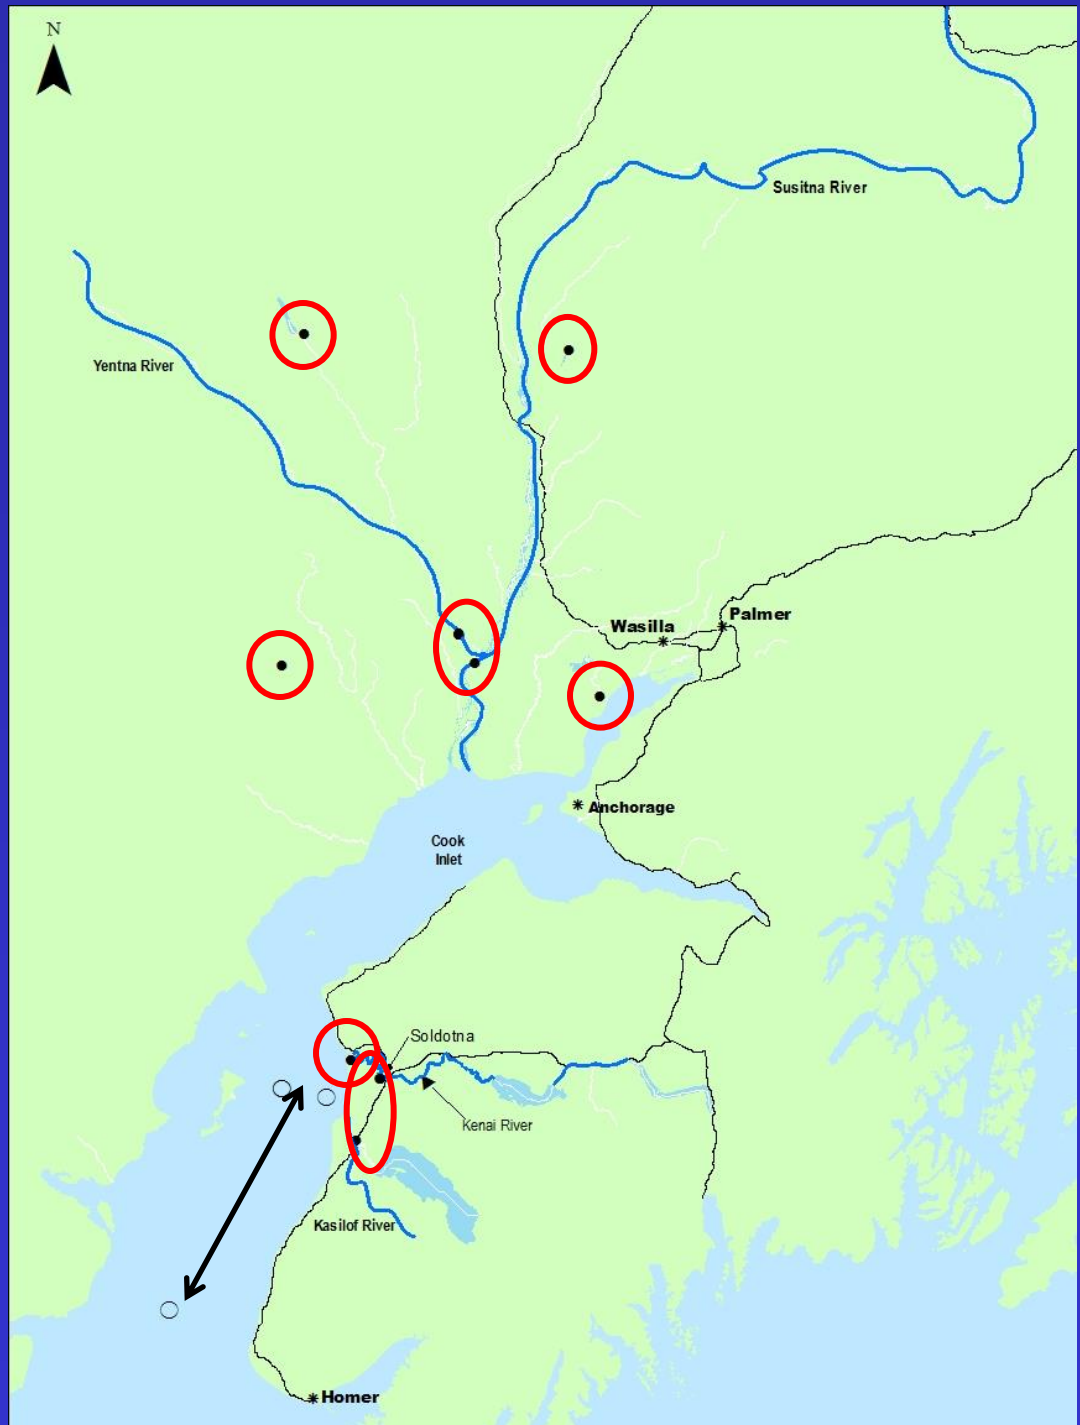 N
Susitna River
Yentna River
Palmer
Wasilla
Anchorage
Cook
Inlet
Soldotna
Kenai River
Kasilof River
Homer